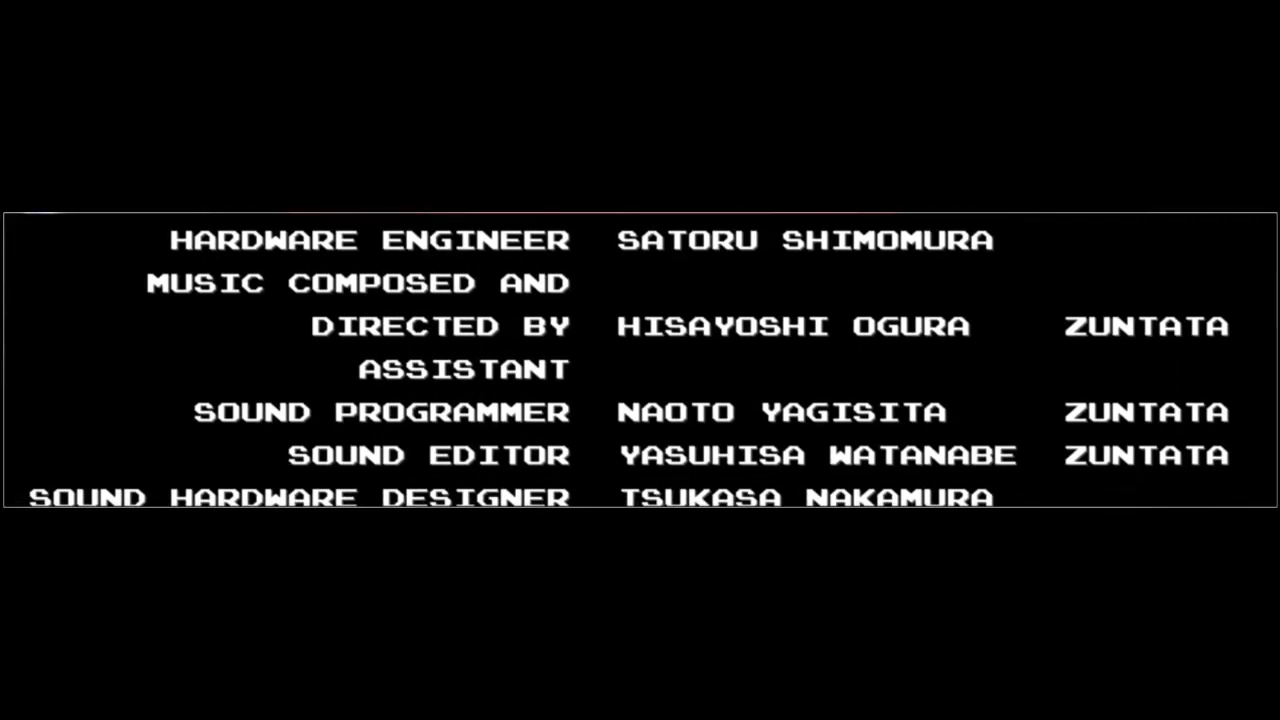 HARDWARE ENGINEER SATORU SHIMOMURA
MUSIC COMPOSED AND
DIRECTED BY HISAYOSHI OGURA ZUNTATA
ASSISTANT
SOUND PROGRAMMER NAOTO YAGISITA ZUNTATA
SOUND EDITOR YASUHISA WATANABE ZUNTATA
SOUND HARDWARE DESIGNER TSUKASA NAKAMURA